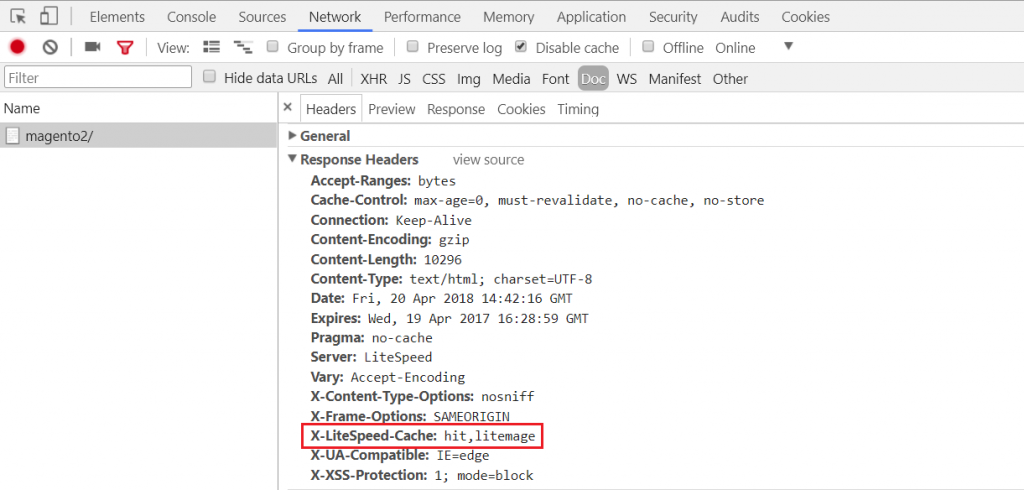 Elements Console Sources Network Performance Memory Application Security Audits Cookies
View: Group by frame Preserve log Disable cache Offline Online
Filter Hide data URLs All XHR JS CSS Img Media Font Doc WS Manifest Other
Name
× Headers Preview Response Cookies Timing
magento2/
General
Response Headers view source
Accept-Ranges: bytes
Cache-Control: max-age=0, must-revalidate, no-cache, no-store
Connection: Keep-Alive
Content-Encoding: gzip
Content-Length: 10296
Content-Type: text/html; charset=UTF-8
Date: Fri, 20 Apr 2018 14:42:16 GMT
Expires: Wed, 19 Apr 2017 16:28:59 GMT
Pragma: no-cache
Server: LiteSpeed
Vary: Accept-Encoding
X-Content-Type-Options: nosniff
X-Frame-Options: SAMEORIGIN
X-LiteSpeed-Cache: hit,litemage
X-UA-Compatible: IE=edge
X-XSS-Protection: 1; mode=block